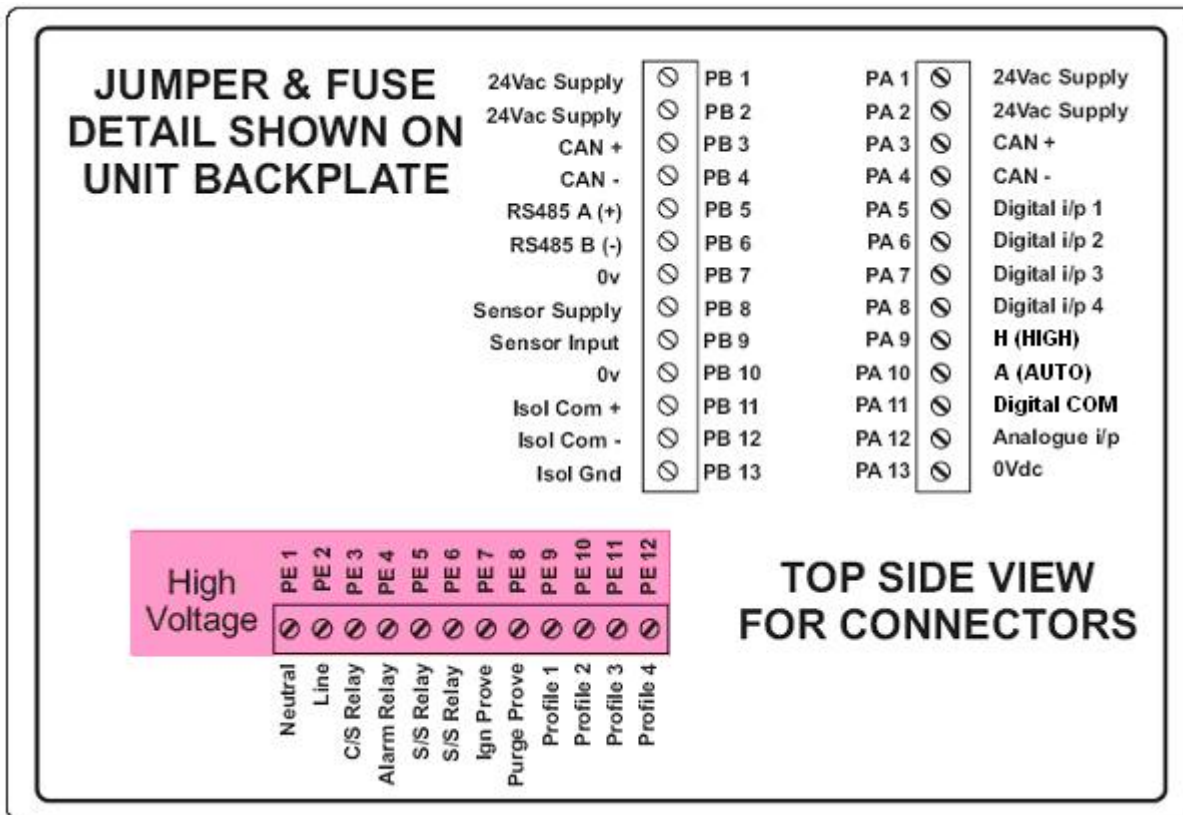 JUMPER & FUSE
DETAIL SHOWN ON
UNIT BACKPLATE
24Vac Supply PB 1
24Vac Supply PB 2
CAN + PB 3
CAN - PB 4
RS485 A (+) PB 5
RS485 B (-) PB 6
0v PB 7
Sensor Supply PB 8
Sensor Input PB 9
0v PB 10
Isol Com + PB 11
Isol Com - PB 12
Isol Gnd PB 13
PA 1 24Vac Supply
PA 2 24Vac Supply
PA 3 CAN +
PA 4 CAN -
PA 5 Digital i/p 1
PA 6 Digital i/p 2
PA 7 Digital i/p 3
PA 8 Digital i/p 4
PA 9 H (HIGH)
PA 10 A (AUTO)
PA 11 Digital COM
PA 12 Analogue i/p
PA 13 0Vdc
High
Voltage
PE 1 Neutral
PE 2 Line
PE 3 C/S Relay
PE 4 Alarm Relay
PE 5 S/S Relay
PE 6 S/S Relay
PE 7 Ign Prove
PE 8 Purge Prove
PE 9 Profile 1
PE 10 Profile 2
PE 11 Profile 3
PE 12 Profile 4
TOP SIDE VIEW
FOR CONNECTORS